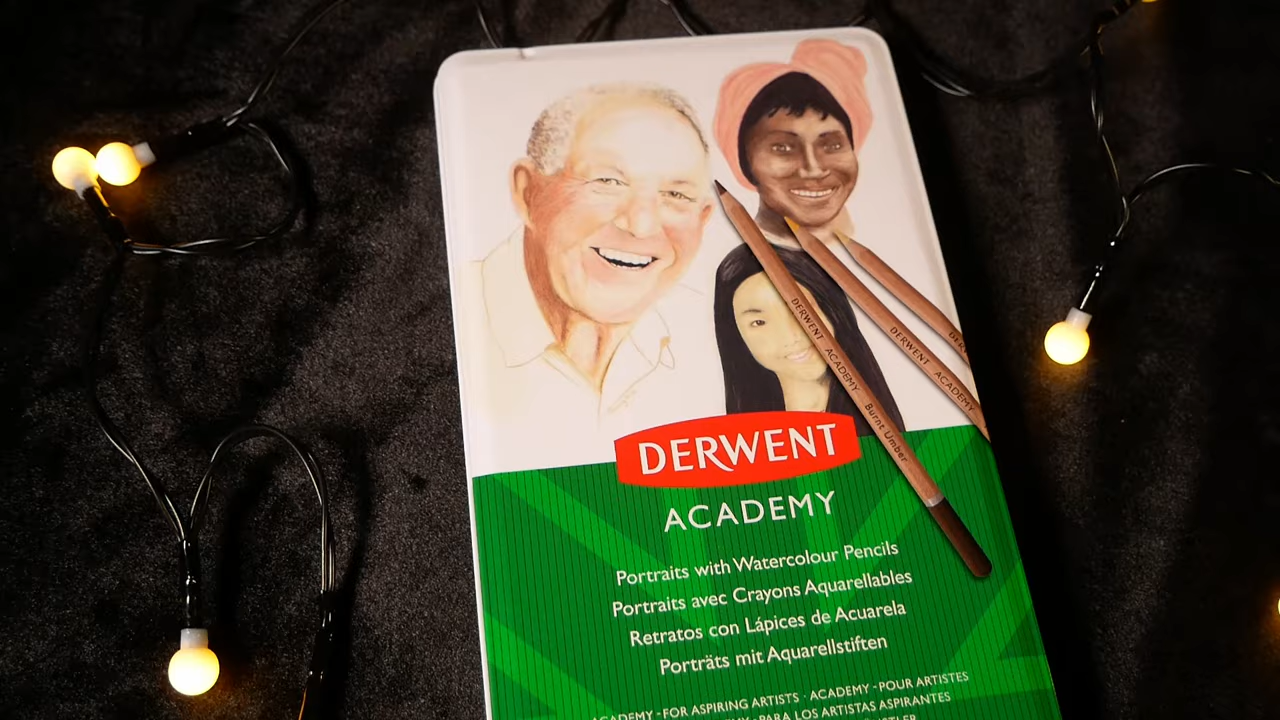 DERWENT ACADEMY Burnt Umber
DERWENT ACADEMY
DERWENT
ACADEMY
Portraits with Watercolour Pencils
Portraits avec Crayons Aquarellables
Retratos con Lápices de Acuarela
Porträts mit Aquarellstiften
ACADEMY - FOR ASPIRING ARTISTS · ACADEMY - POUR ARTISTES
PARA LOS ARTISTAS ASPIRANTES